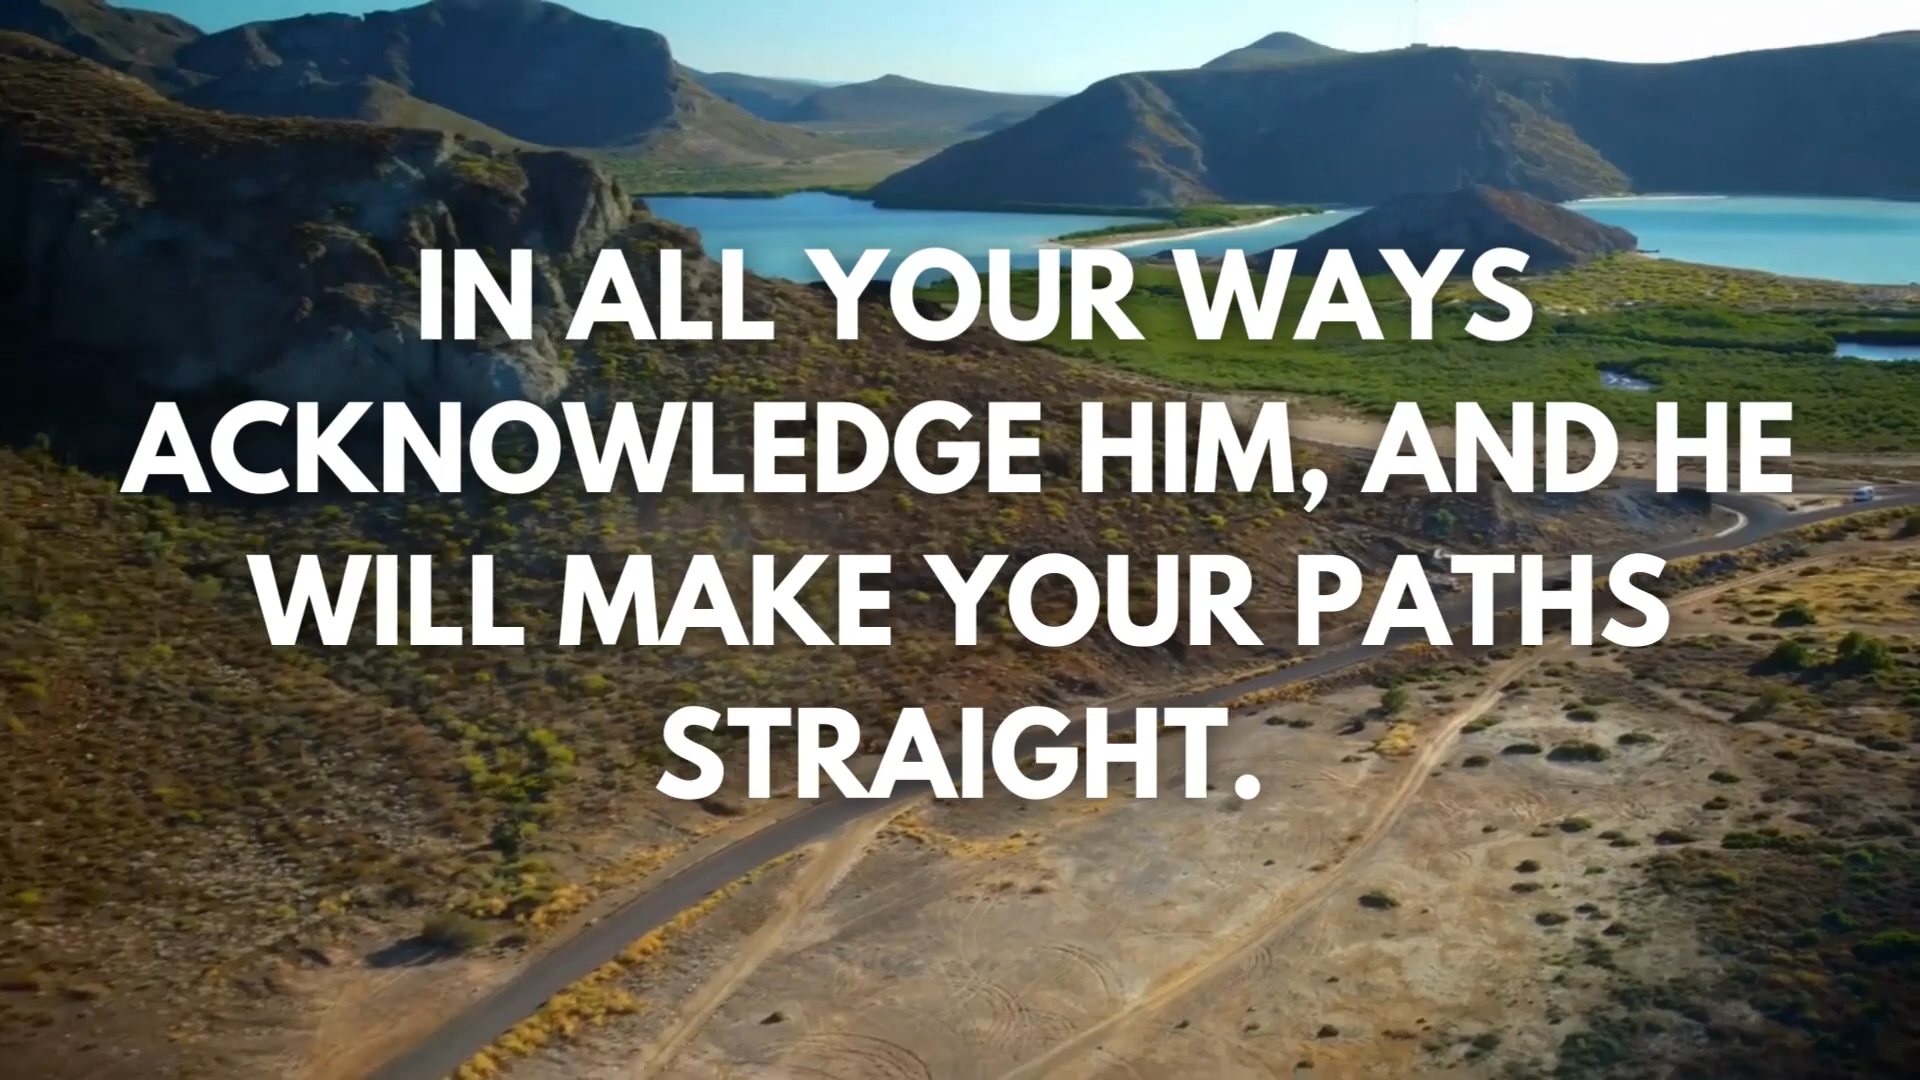 IN ALL YOUR WAYS
ACKNOWLEDGE HIM, AND HE
WILL MAKE YOUR PATHS
STRAIGHT.